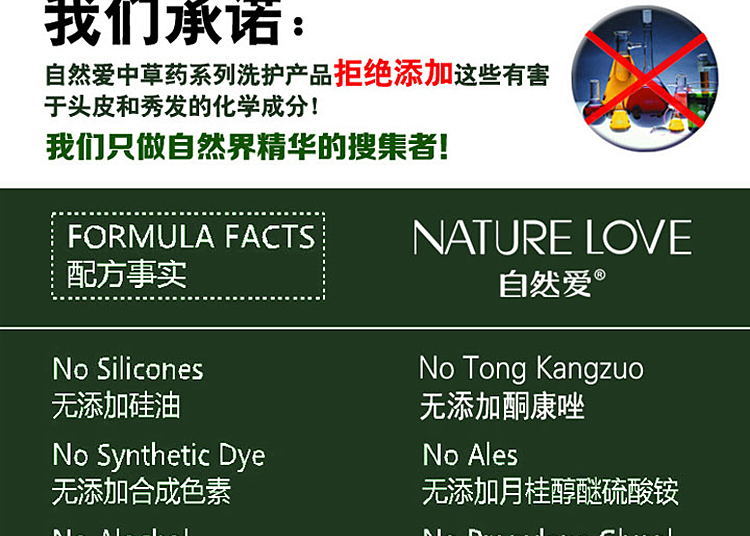 我们承诺：
自然爱中草药系列洗护产品拒绝添加这些有害
于头皮和秀发的化学成分！
我们只做自然界精华的搜集者！
FORMULA FACTS
配方事实
NATURE LOVE
自然爱®
No Silicones
无添加硅油
No Tong Kangzuo
无添加酮康唑
No Synthetic Dye
无添加合成色素
No Ales
无添加月桂醇醚硫酸铵
No Alcohol